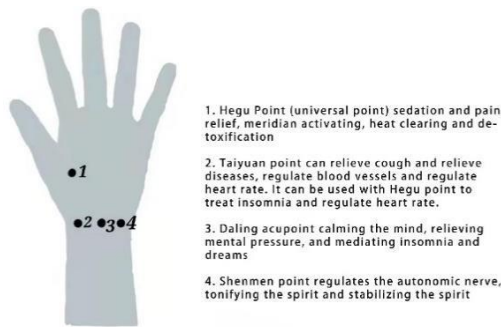 1. Hegu Point (universal point) sedation and pain
relief, meridian activating, heat clearing and de-
toxification
2. Taiyuan point can relieve cough and relieve
diseases, regulate blood vessels and regulate
heart rate. It can be used with Hegu point to
treat insomnia and regulate heart rate.
3. Daling acupoint calming the mind, relieving
mental pressure, and mediating insomnia and
dreams
4. Shenmen point regulates the autonomic nerve,
tonifying the spirit and stabilizing the spirit
1
2 3 4